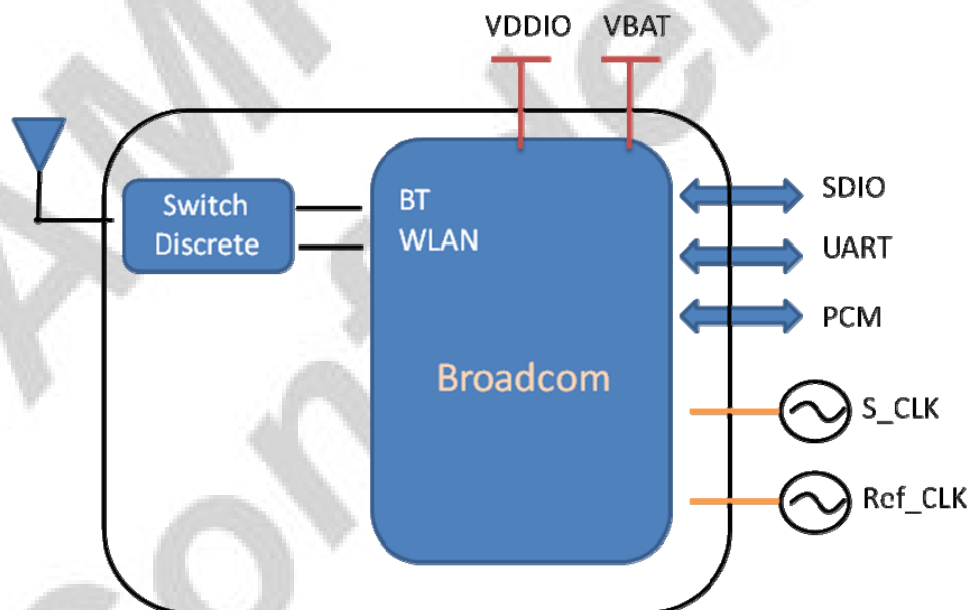 VDDIO VBAT
Switch
Discrete
BT
WLAN
Broadcom
SDIO
UART
PCM
S_CLK
Ref_CLK